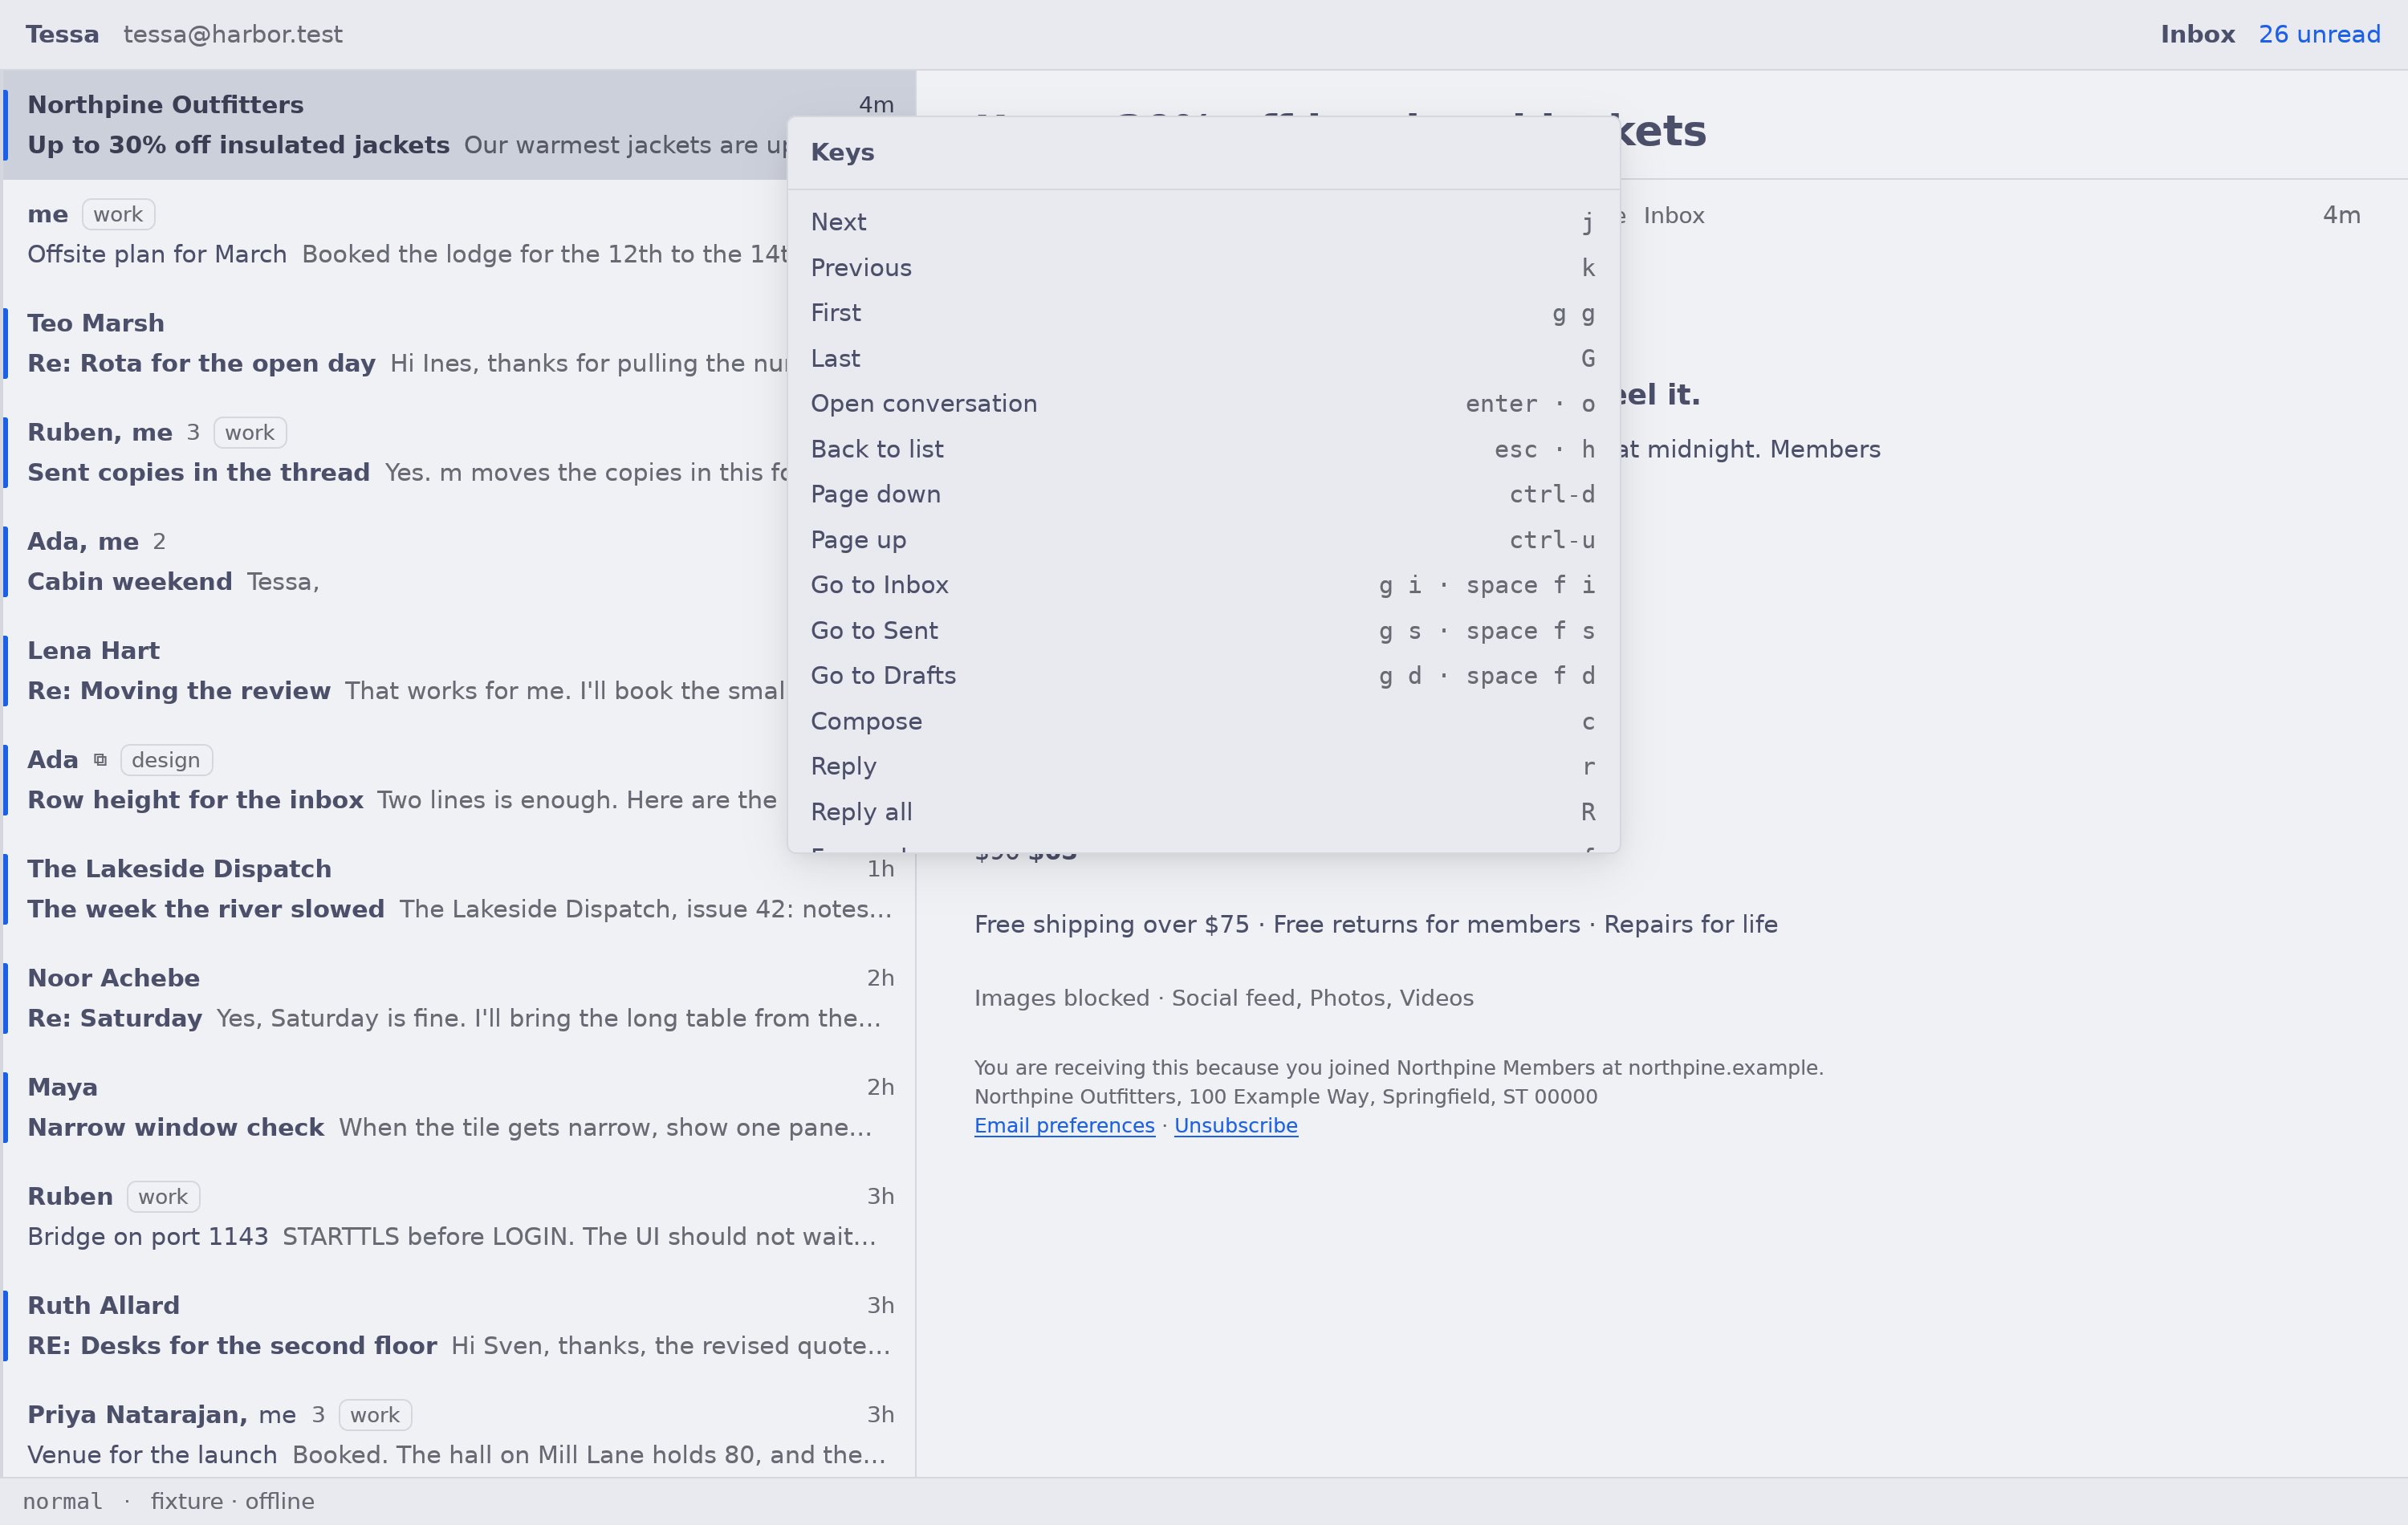 Tessa tessa@harbor.test Inbox 26 unread
Northpine Outfitters 4m
Up to 30% off insulated jackets Our warmest jackets are up
me work
Offsite plan for March Booked the lodge for the 12th to the 14t
Teo Marsh
Re: Rota for the open day Hi Ines, thanks for pulling the
Ruben, me 3 work
Sent copies in the thread Yes. m moves the copies in this
Ada, me 2
Cabin weekend Tessa,
Lena Hart
Re: Moving the review That works for me. I'll book the smal
Ada design
Row height for the inbox Two lines is enough. Here are the
The Lakeside Dispatch 1h
The week the river slowed The Lakeside Dispatch, issue 42: notes…
Noor Achebe 2h
Re: Saturday Yes, Saturday is fine. I'll bring the long table from the…
Maya 2h
Narrow window check When the tile gets narrow, show one pane…
Ruben work 3h
Bridge on port 1143 STARTTLS before LOGIN. The UI should not wait…
Ruth Allard 3h
RE: Desks for the second floor Hi Sven, thanks, the revised quote…
Priya Natarajan, me 3 work 3h
Venue for the launch Booked. The hall on Mill Lane holds 80, and the…
Keys
Next j
Previous k
First g g
Last G
Open conversation enter · o
Back to list esc · h
Page down ctrl-d
Page up ctrl-u
Go to Inbox g i · space f i
Go to Sent g s · space f s
Go to Drafts g d · space f d
Compose c
Reply r
Reply all R
kets
Inbox 4m
eel it.
at midnight. Members
Free shipping over $75 · Free returns for members · Repairs for life
Images blocked · Social feed, Photos, Videos
You are receiving this because you joined Northpine Members at northpine.example.
Northpine Outfitters, 100 Example Way, Springfield, ST 00000
Email preferences · Unsubscribe
normal · fixture · offline